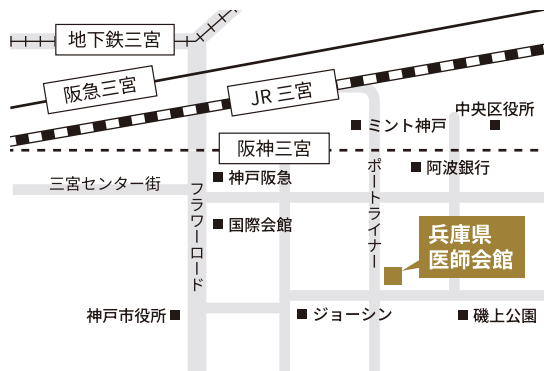 地下鉄三宮
阪急三宮
JR 三宮
中央区役所
ミント神戸
阪神三宮
阿波銀行
三宮センター街
神戸阪急
フラワーロード
ポートライナー
国際会館
兵庫県
医師会館
神戸市役所
ジョーシン
磯上公園